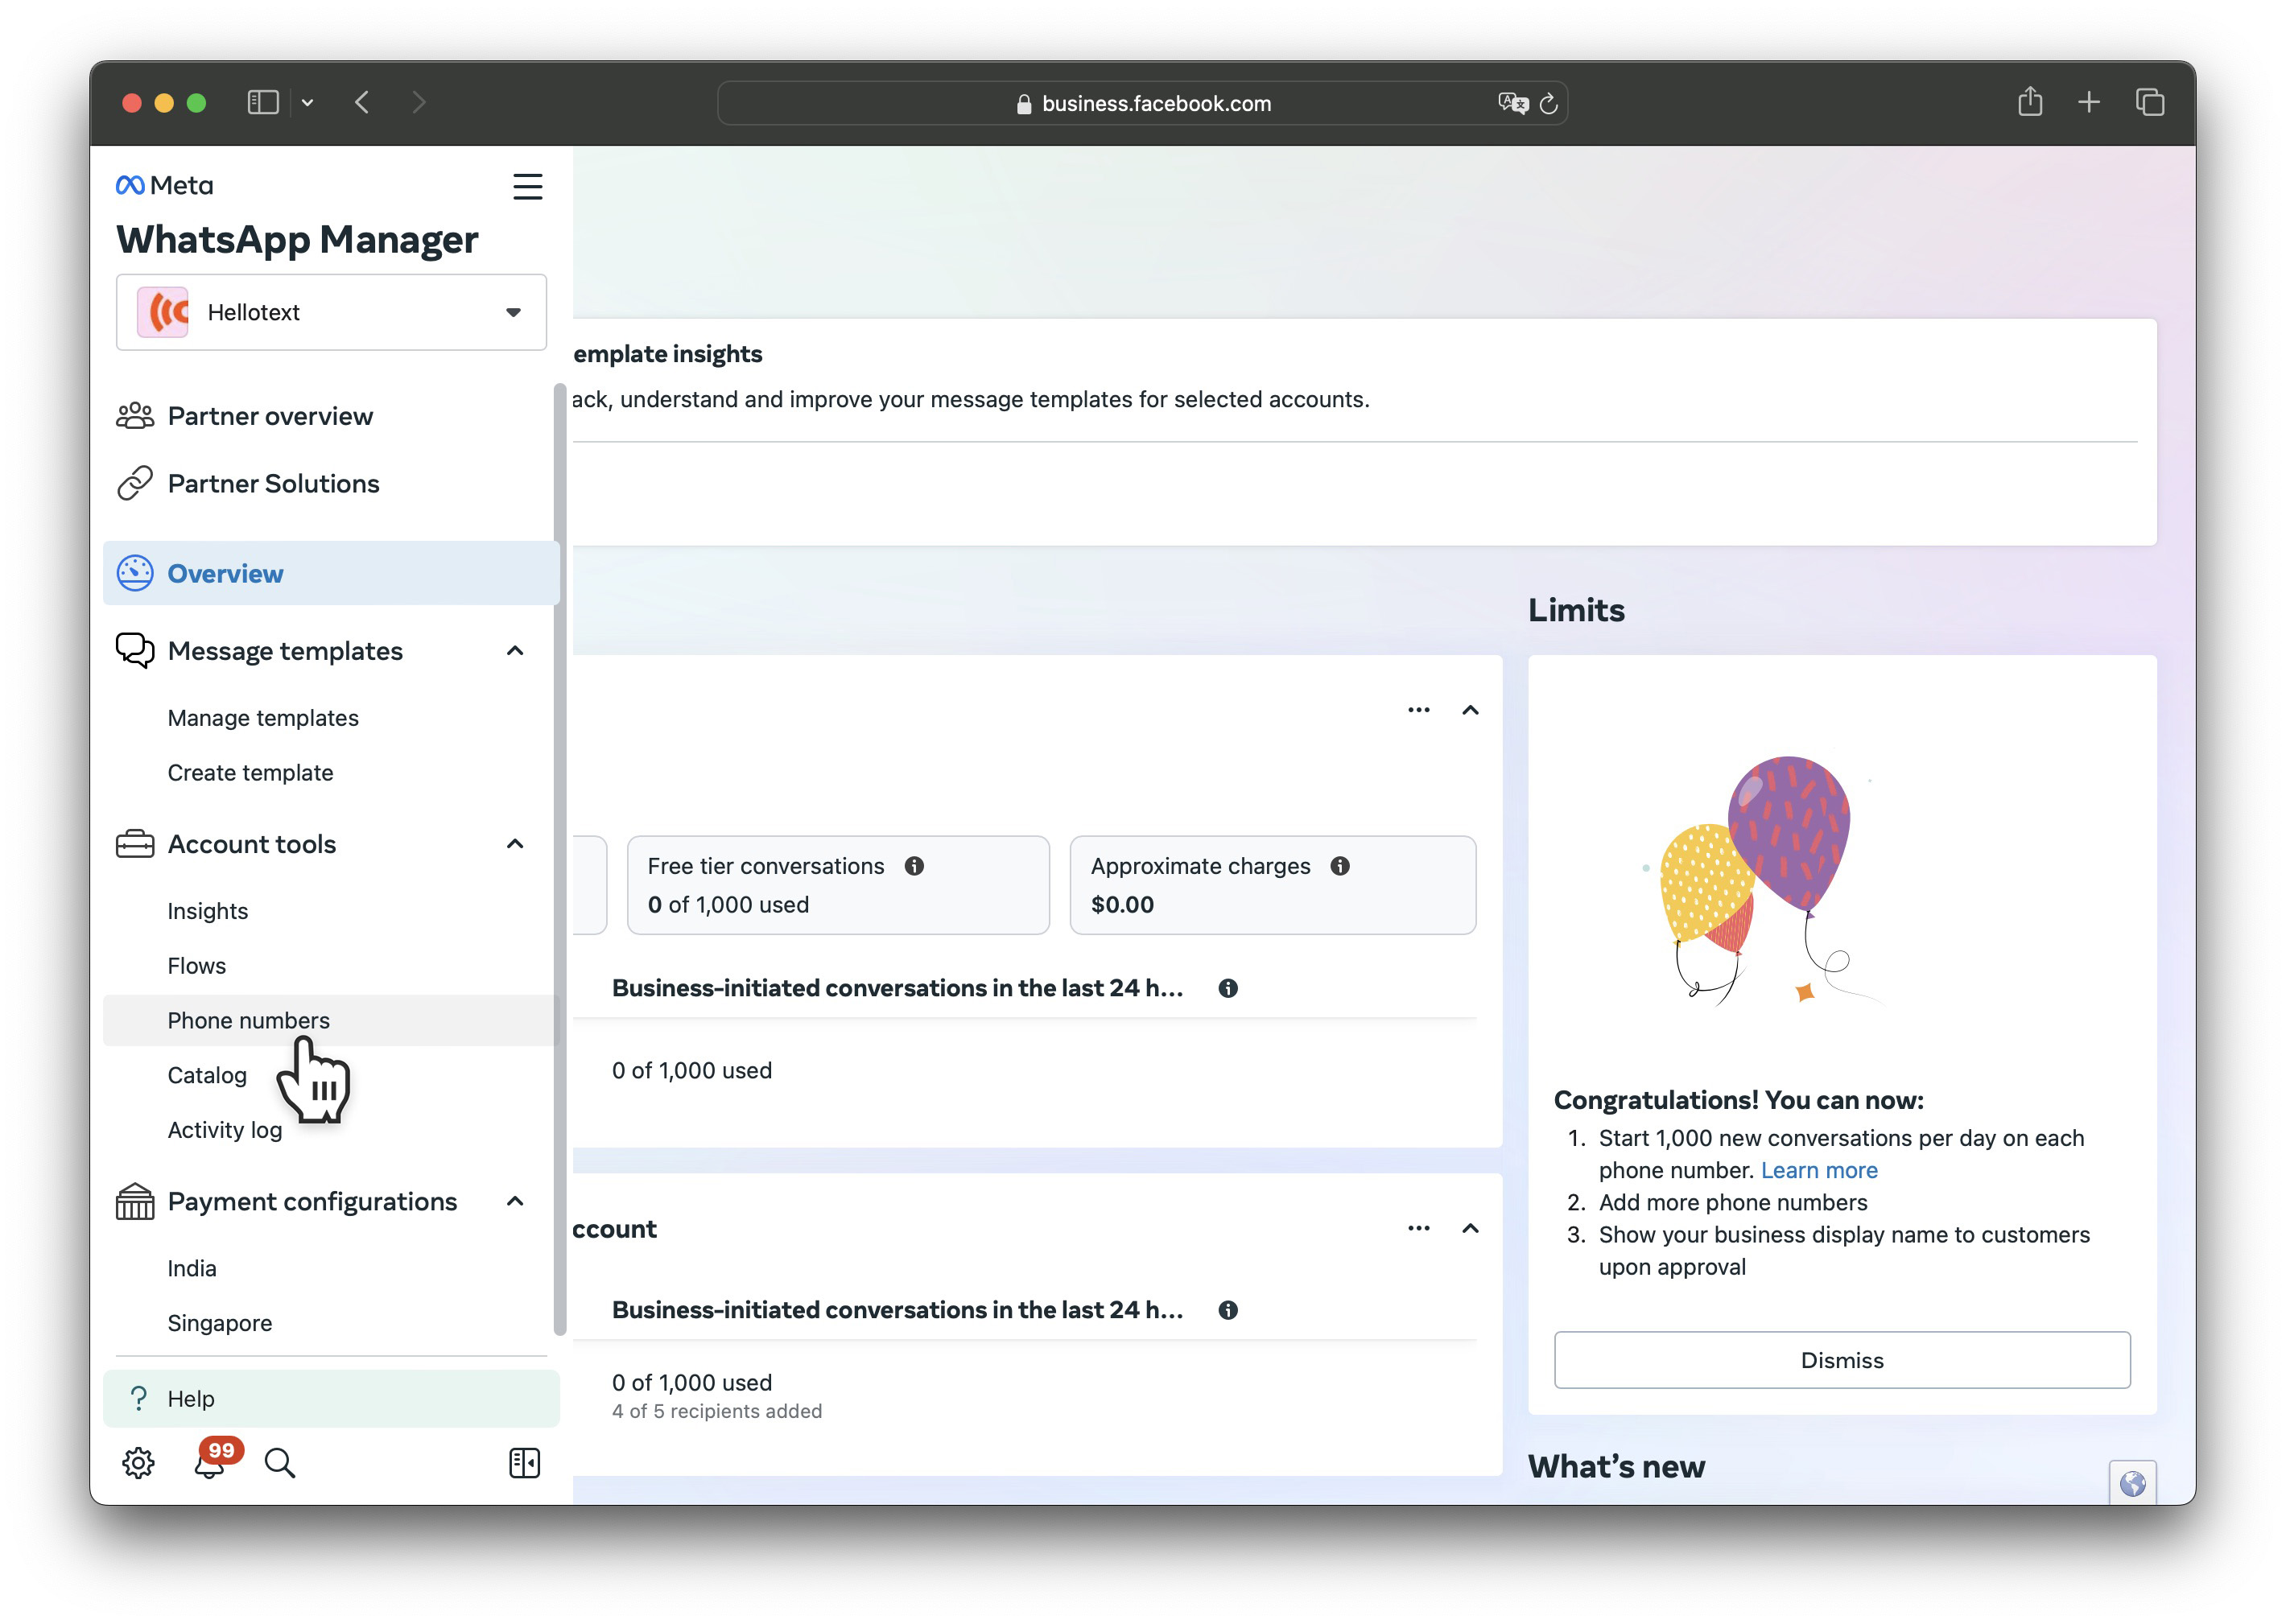 business.facebook.com
Meta
WhatsApp Manager
Hellotext
Partner overview
Partner Solutions
Overview
Message templates
Manage templates
Create template
Account tools
Insights
Flows
Phone numbers
Catalog
Activity log
Payment configurations
India
Singapore
? Help
99
emplate insights
ack, understand and improve your message templates for selected accounts.
Free tier conversations
0 of 1,000 used
Approximate charges
$0.00
Business-initiated conversations in the last 24 h...
0 of 1,000 used
ccount
Business-initiated conversations in the last 24 h...
0 of 1,000 used
4 of 5 recipients added
Limits
Congratulations! You can now:
1. Start 1,000 new conversations per day on each
phone number. Learn more
2. Add more phone numbers
3. Show your business display name to customers
upon approval
Dismiss
What's new